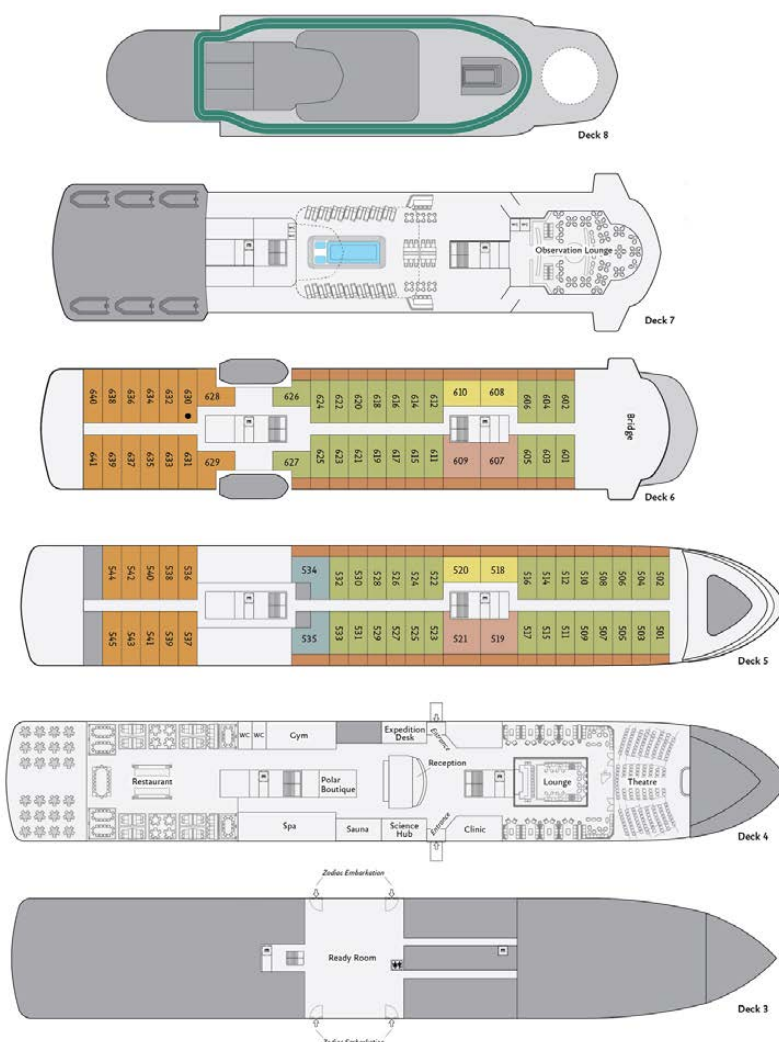 Deck 8
WC WC
E
E
Observation Lounge
Deck 7
640 638 636 634 632 630 628 626 624 622 620 618 616 614 612 610 608 606 604 602
E
E
Bridge
641 639 637 635 633 631 629 627 625 623 621 619 617 615 611 609 607 605 603 601
Deck 6
544 542 540 538 536 534 532 530 528 526 524 522 520 518 516 514 512 510 508 506 504 502
E
E
545 543 541 539 537 535 533 531 529 527 525 523 521 519 517 515 511 509 507 505 503 501
Deck 5
WC WC Gym
Expedition
Desk
Entrance
Reception
Restaurant
E
Polar
Boutique
E
Lounge
Theatre
Spa
Sauna
Science
Hub
Entrance
Clinic
Deck 4
Zodiac Embarkation
E
Ready Room
E
Deck 3
Zodiac Embarkation